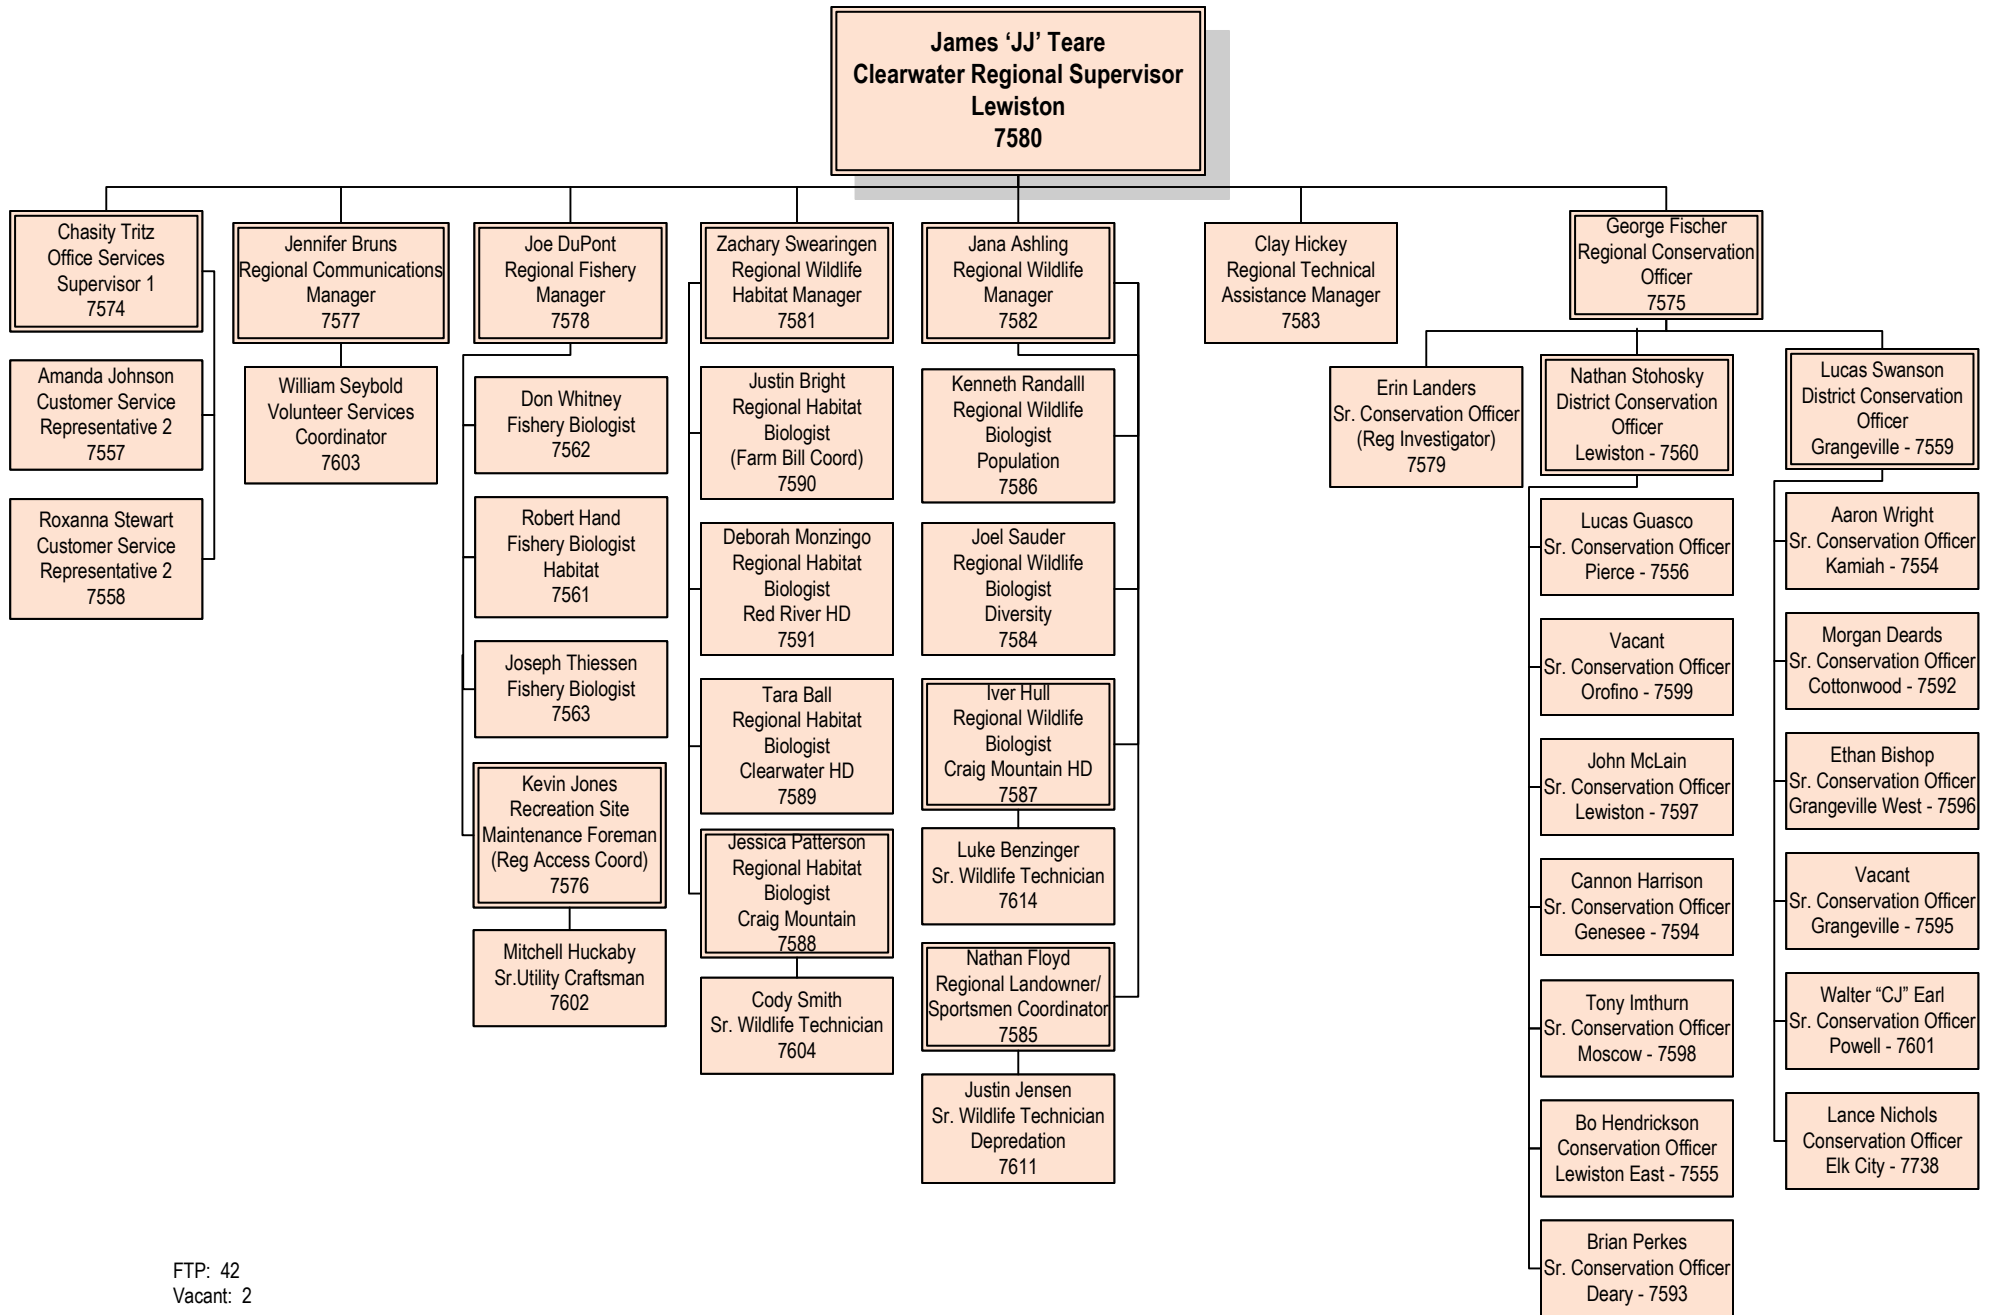 James ‘JJ’ Teare
Clearwater Regional Supervisor
Lewiston
7580
Chasity Tritz
Office Services
Supervisor 1
7574
Amanda Johnson
Customer Service
Representative 2
7557
Roxanna Stewart
Customer Service
Representative 2
7558
Jennifer Bruns
Regional Communications
Manager
7577
William Seybold
Volunteer Services
Coordinator
7603
Joe DuPont
Regional Fishery
Manager
7578
Don Whitney
Fishery Biologist
7562
Robert Hand
Fishery Biologist
Habitat
7561
Joseph Thiessen
Fishery Biologist
7563
Kevin Jones
Recreation Site
Maintenance Foreman
(Reg Access Coord)
7576
Mitchell Huckaby
Sr.Utility Craftsman
7602
Zachary Swearingen
Regional Wildlife
Habitat Manager
7581
Justin Bright
Regional Habitat
Biologist
(Farm Bill Coord)
7590
Deborah Monzingo
Regional Habitat
Biologist
Red River HD
7591
Tara Ball
Regional Habitat
Biologist
Clearwater HD
7589
Jessica Patterson
Regional Habitat
Biologist
Craig Mountain
7588
Cody Smith
Sr. Wildlife Technician
7604
Jana Ashling
Regional Wildlife
Manager
7582
Kenneth Randalll
Regional Wildlife
Biologist
Population
7586
Joel Sauder
Regional Wildlife
Biologist
Diversity
7584
Iver Hull
Regional Wildlife
Biologist
Craig Mountain HD
7587
Luke Benzinger
Sr. Wildlife Technician
7614
Nathan Floyd
Regional Landowner/
Sportsmen Coordinator
7585
Justin Jensen
Sr. Wildlife Technician
Depredation
7611
Clay Hickey
Regional Technical
Assistance Manager
7583
George Fischer
Regional Conservation
Officer
7575
Erin Landers
Sr. Conservation Officer
(Reg Investigator)
7579
Nathan Stohosky
District Conservation
Officer
Lewiston - 7560
Lucas Guasco
Sr. Conservation Officer
Pierce - 7556
Vacant
Sr. Conservation Officer
Orofino - 7599
John McLain
Sr. Conservation Officer
Lewiston - 7597
Cannon Harrison
Sr. Conservation Officer
Genesee - 7594
Tony Imthurn
Sr. Conservation Officer
Moscow - 7598
Bo Hendrickson
Conservation Officer
Lewiston East - 7555
Brian Perkes
Sr. Conservation Officer
Deary - 7593
Lucas Swanson
District Conservation
Officer
Grangeville - 7559
Aaron Wright
Sr. Conservation Officer
Kamiah - 7554
Morgan Deards
Sr. Conservation Officer
Cottonwood - 7592
Ethan Bishop
Sr. Conservation Officer
Grangeville West - 7596
Vacant
Sr. Conservation Officer
Grangeville - 7595
Walter “CJ” Earl
Sr. Conservation Officer
Powell - 7601
Lance Nichols
Conservation Officer
Elk City - 7738
FTP: 42
Vacant: 2